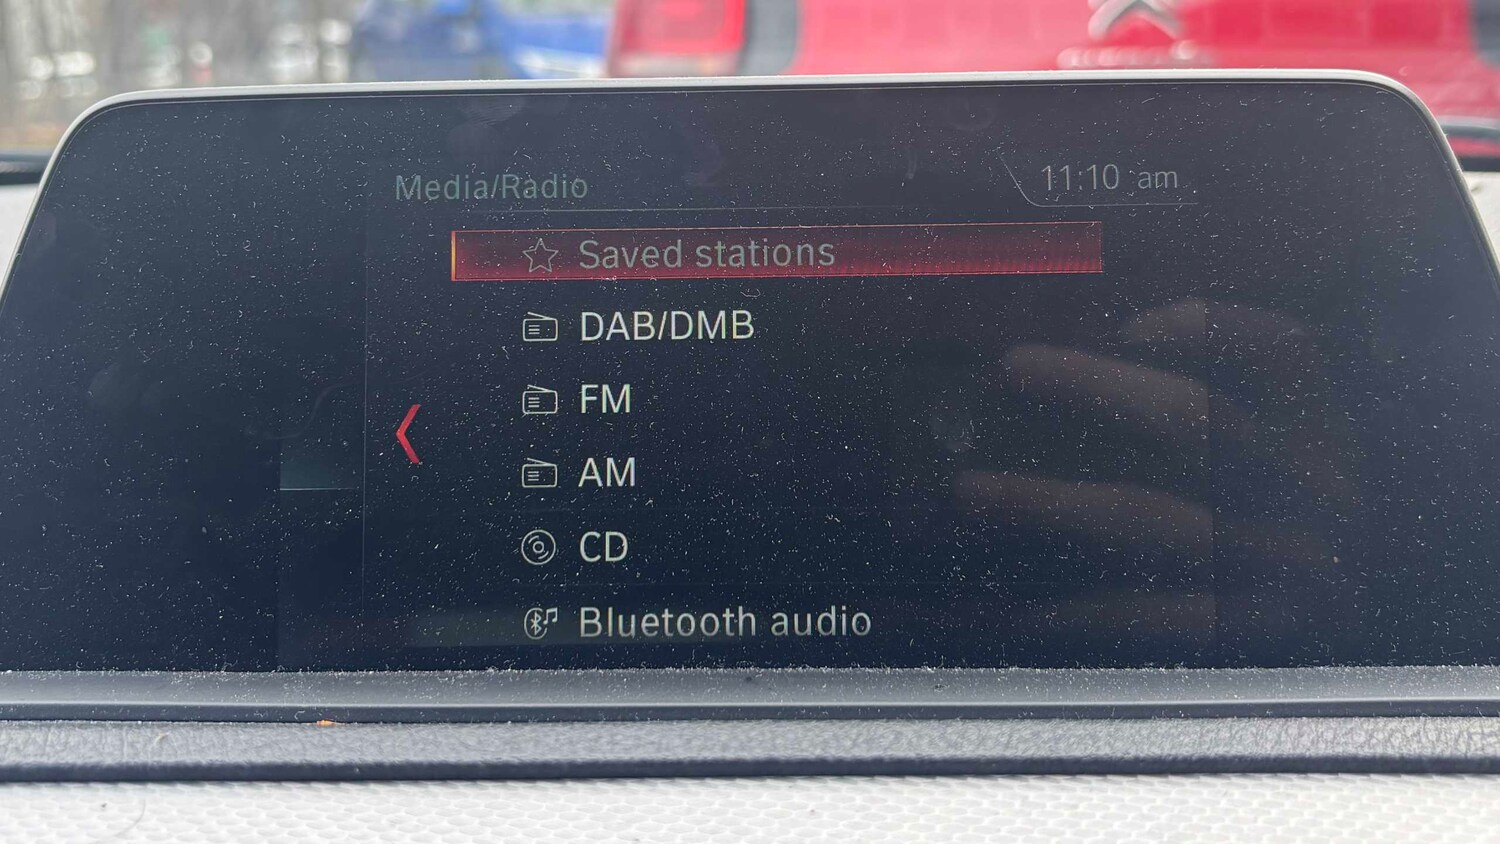 Media/Radio
11:10 am
Saved stations
DAB/DMB
FM
AM
CD
Bluetooth audio